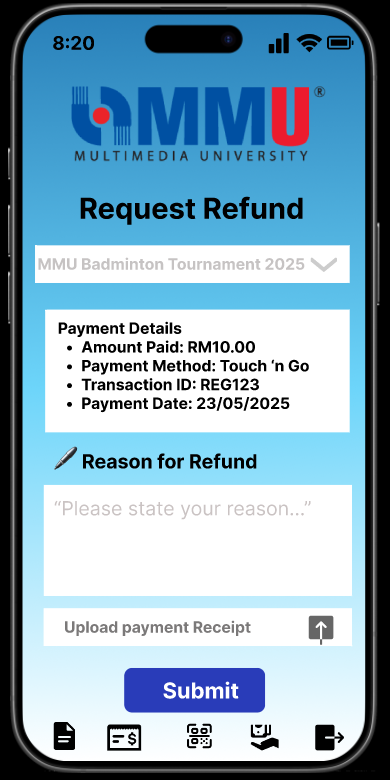 8:20
MMU®
MULTIMEDIA UNIVERSITY
Request Refund
MMU Badminton Tournament 2025
Payment Details
• Amount Paid: RM10.00
• Payment Method: Touch ‘n Go
• Transaction ID: REG123
• Payment Date: 23/05/2025
Reason for Refund
“Please state your reason...”
Upload payment Receipt
Submit
$